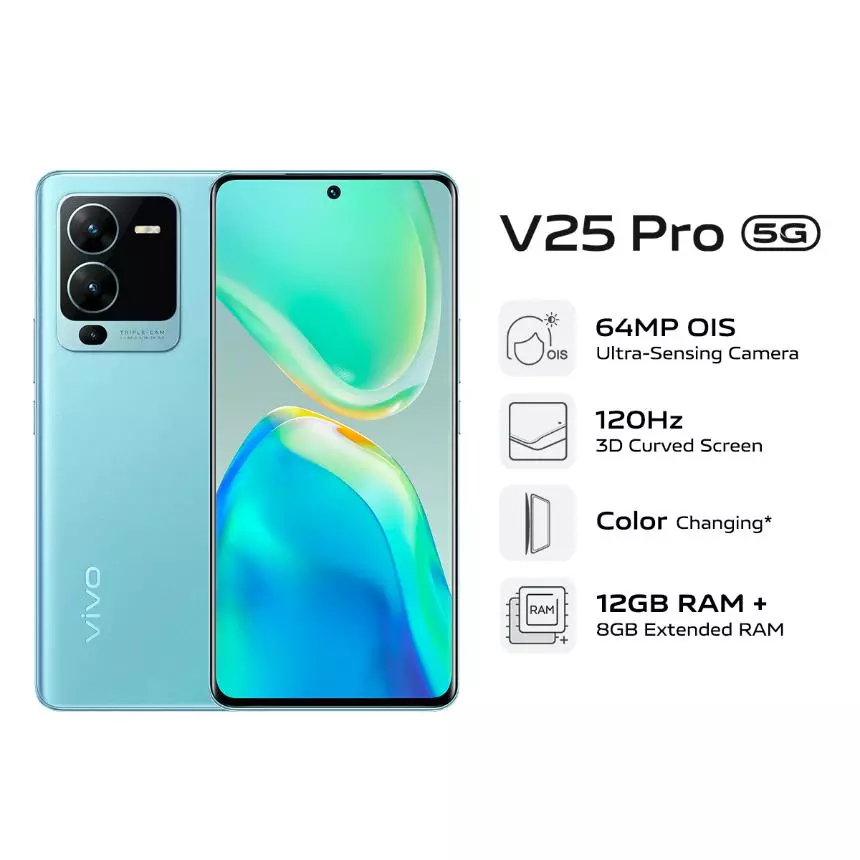 V25 Pro 5G
64MP OIS
Ultra-Sensing Camera
OIS
120Hz
3D Curved Screen
Color Changing*
12GB RAM +
8GB Extended RAM
RAM
TRIPLE-CAM
vivo